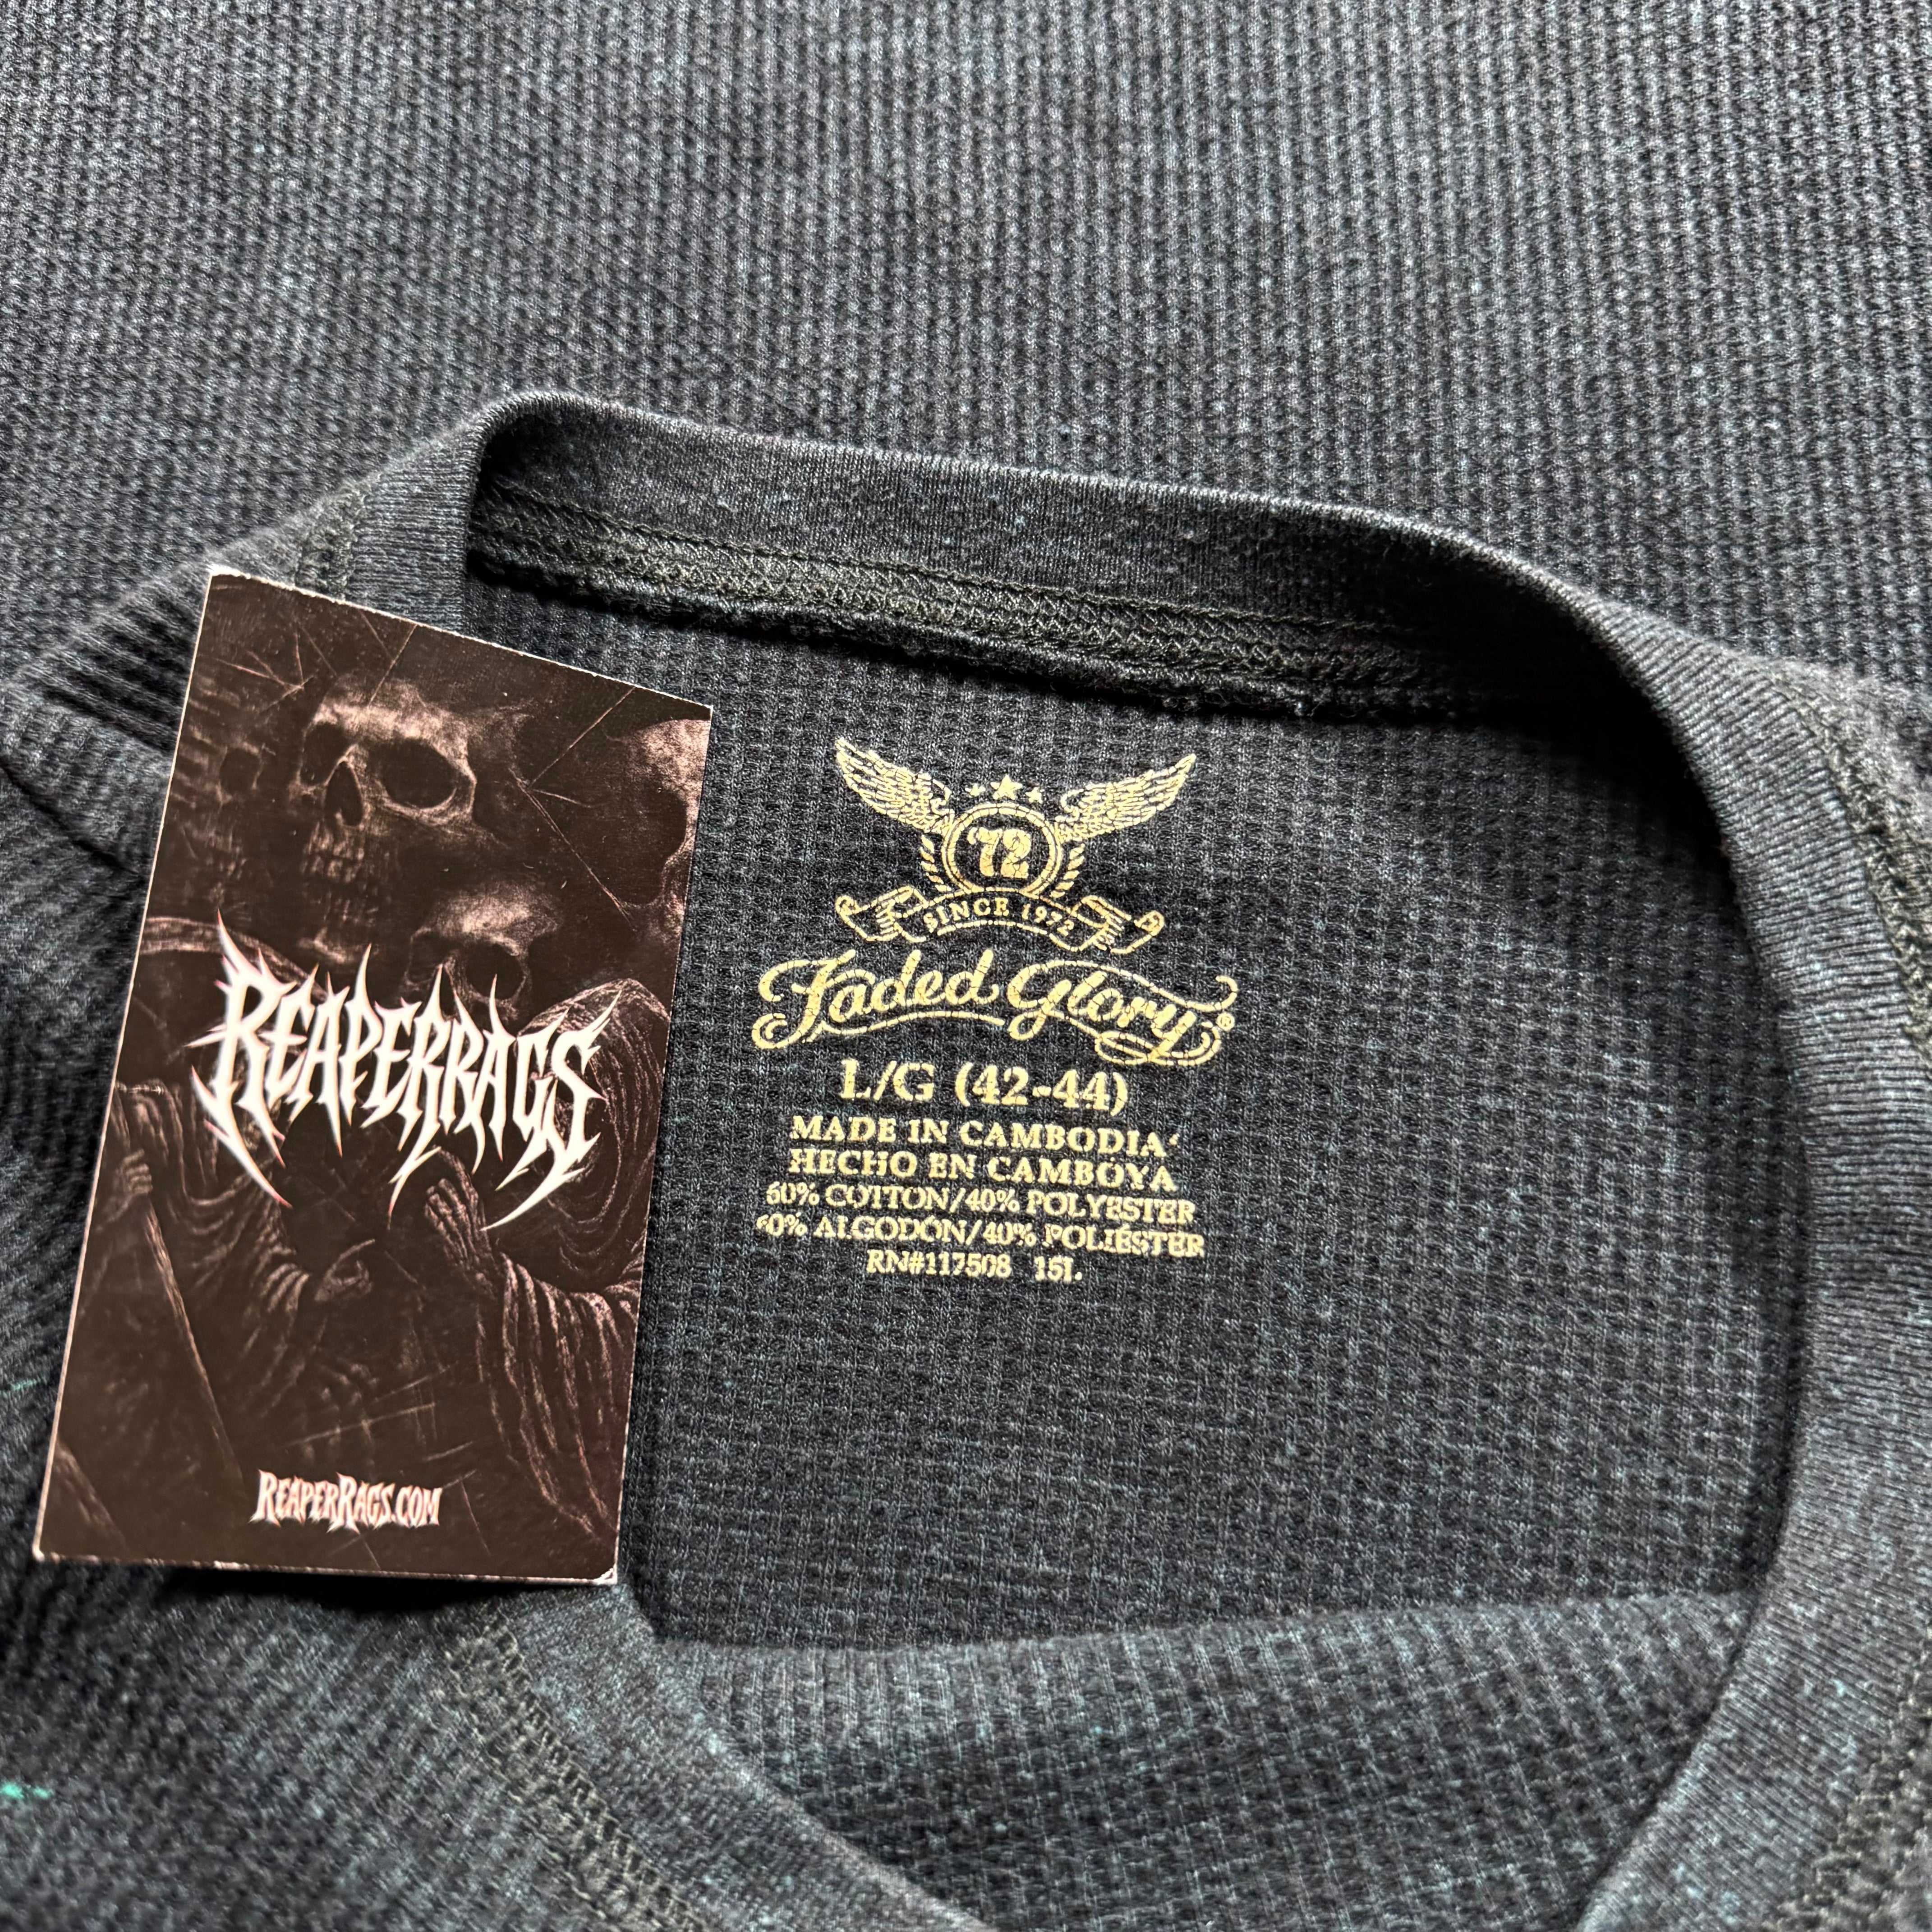 REAPERRAGS
REAPERRAGS.COM
72
SINCE 1972
Faded Glory®
L/G (42-44)
MADE IN CAMBODIA
HECHO EN CAMBOYA
60% COTTON/40% POLYESTER
60% ALGODÓN/40% POLIÉSTER
RN#117508 15L